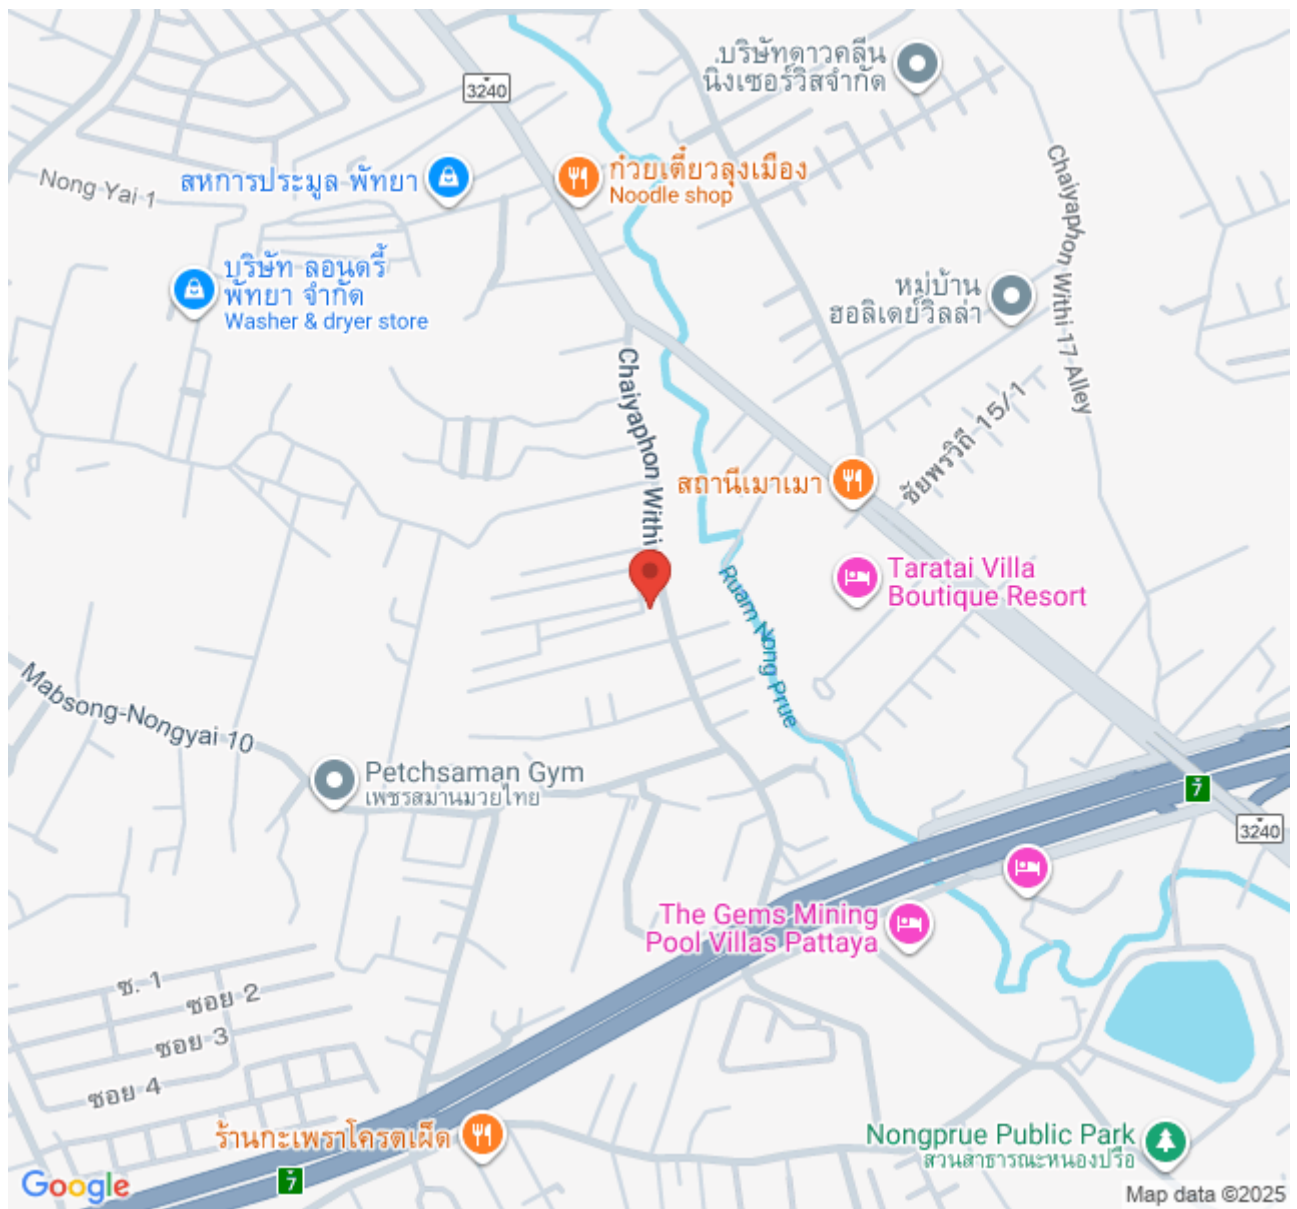 .บริษัทดาวคลีน
นิงเซอร์วิสจำกัด
3240
Nong Yai 1
สหการประมูล พัทยา
ก๋วยเตี๋ยวลุงเมือง
Noodle shop
Chaiyaphon Withi 17 Alley
บริษัท ลอนดรี้
พัทยา จำกัด
Washer & dryer store
หมู่บ้าน
ฮอลิเดย์วิลล่า
Chaiyaphon Withi
ชัยพรวิถี 15/1
สถานีเมาเมา
Taratai Villa
Boutique Resort
Ruam Nong Prue
Mabsong-Nongyai 10
Petchsaman Gym
เพชรสมานมวยไทย
7
3240
The Gems Mining
Pool Villas Pattaya
ซ. 1
ซอย 2
ซอย 3
ซอย 4
ร้านกะเพราโครตเผ็ด
Nongprue Public Park
สวนสาธารณะหนองปรือ
7
Google
Map data ©2025